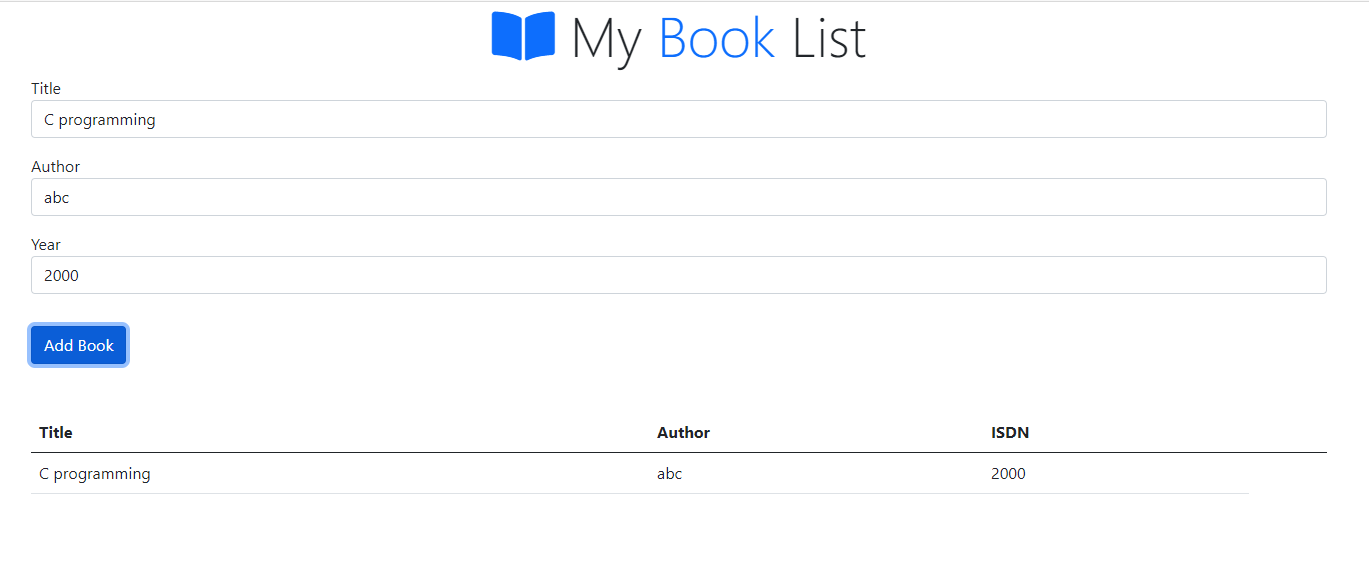 My Book List
Title
C programming
Author
abc
Year
2000
Add Book
Title Author ISDN
C programming abc 2000